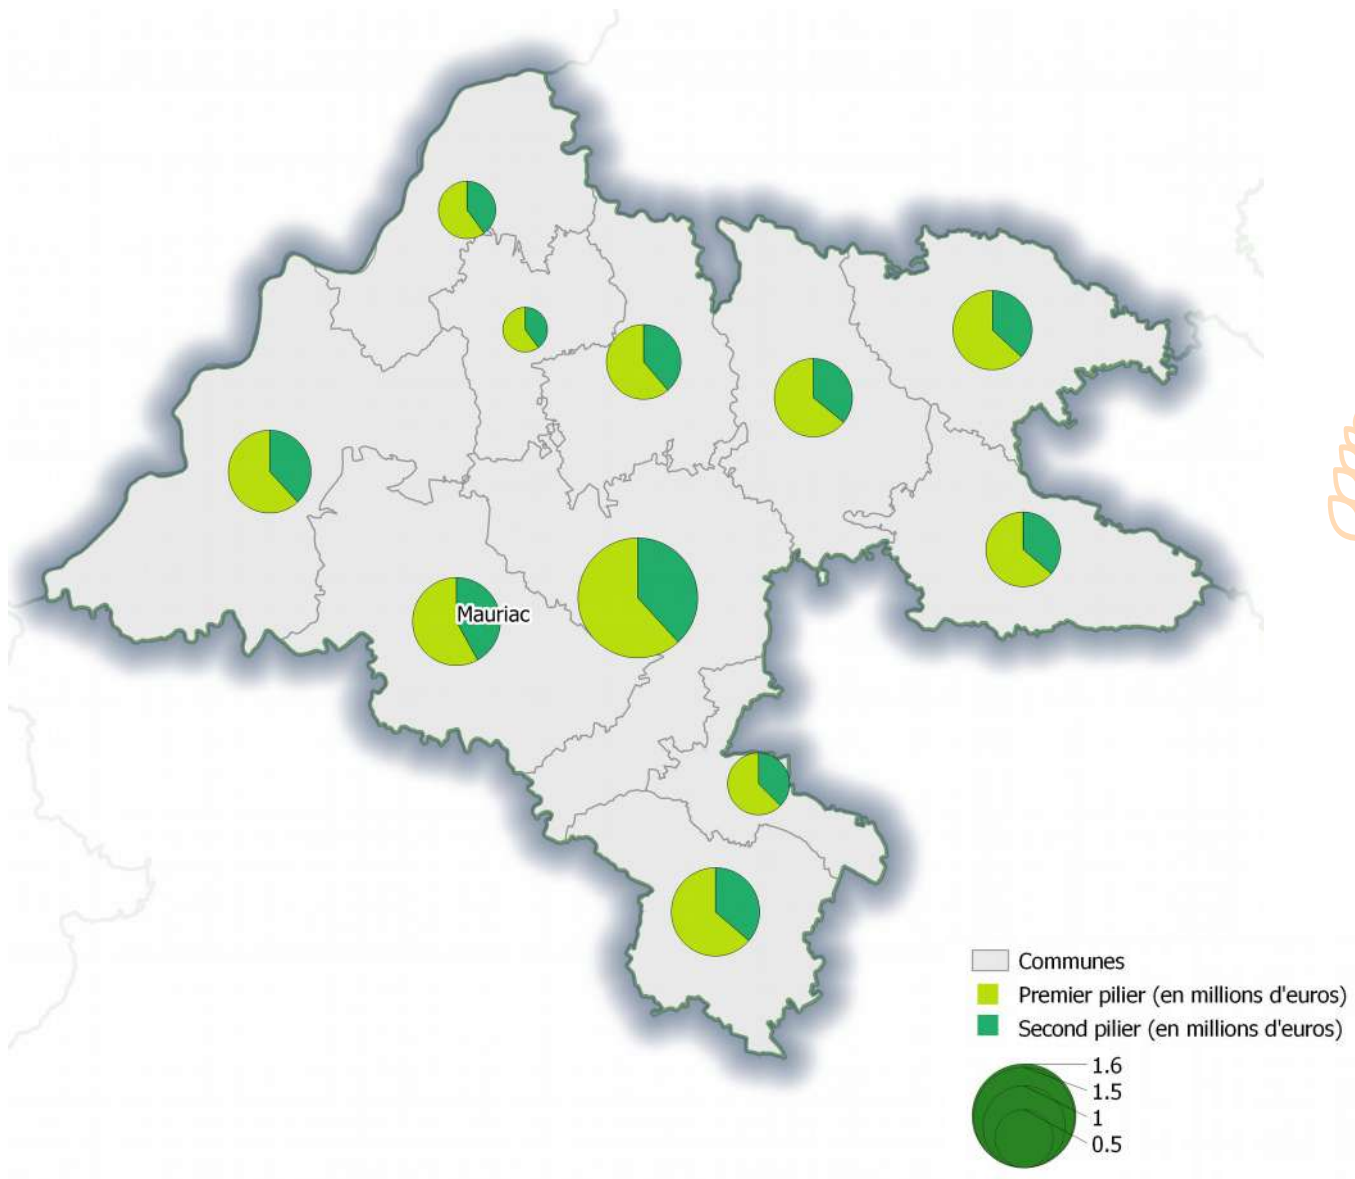 Mauriac
Communes
Premier pilier (en millions d'euros)
Second pilier (en millions d'euros)
1.6
1.5
1
0.5